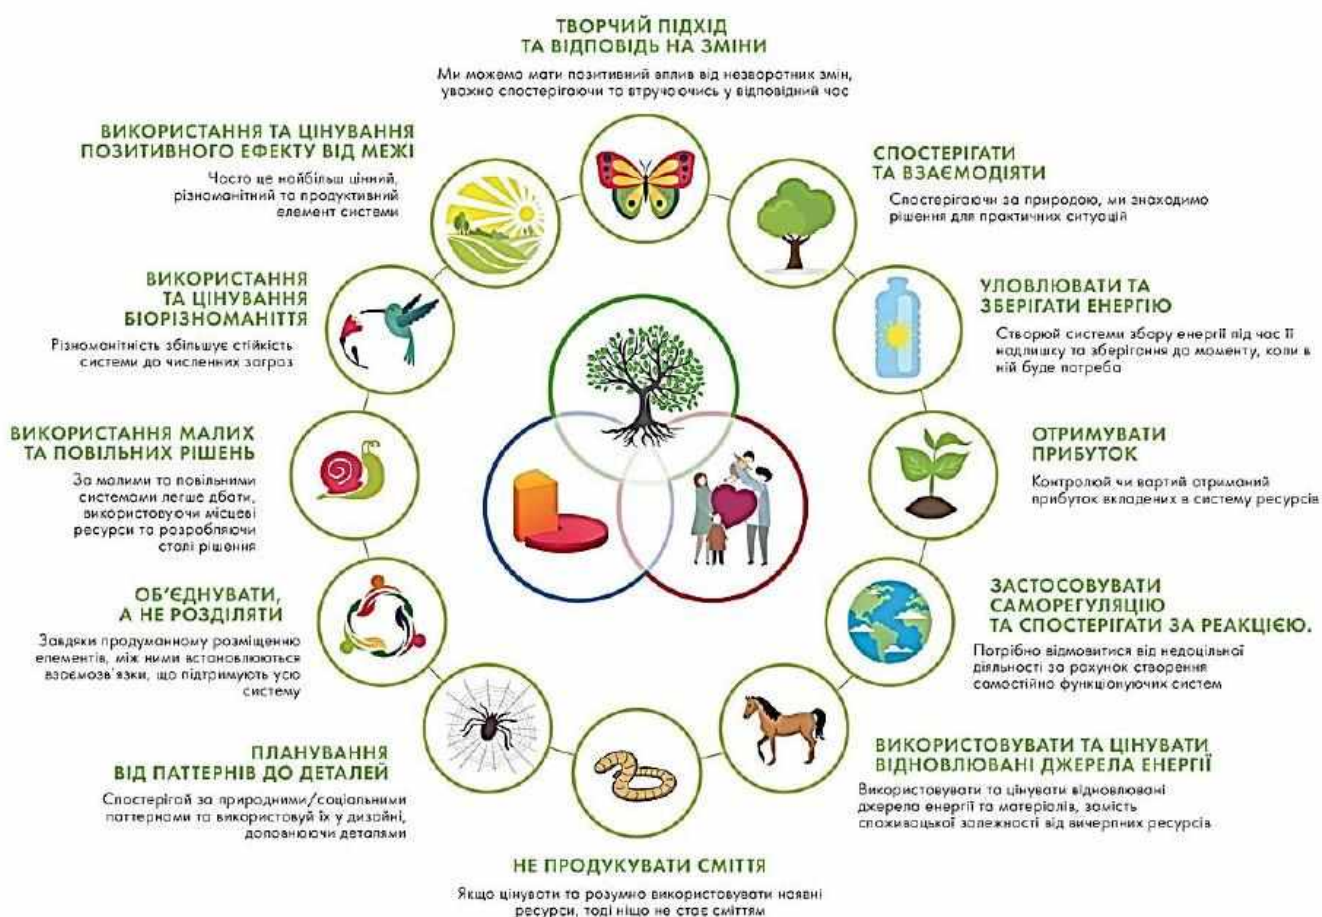 ТВОРЧИЙ ПІДХІД
ТА ВІДПОВІДЬ НА ЗМІНИ
Ми можемо мати позитивний вплив від незворотних змін,
уважно спостерігаючи та втручаючись у відповідний час
СПОСТЕРІГАТИ
ТА ВЗАЄМОДІЯТИ
Спостерігаючи за природою, ми знаходимо
рішення для практичних ситуацій
УЛОВЛЮВАТИ ТА
ЗБЕРІГАТИ ЕНЕРГІЮ
Створюй системи збору енергії під час її
надлишку та зберігання до моменту, коли в
ній буде потреба
ОТРИМУВАТИ
ПРИБУТОК
Контролюй чи вартий отриманий
прибуток вкладених в систему ресурсів
ЗАСТОСОВУВАТИ
САМОРЕГУЛЯЦІЮ
ТА СПОСТЕРІГАТИ ЗА РЕАКЦІЄЮ.
Потрібно відмовитися від недоцільної
діяльності за рахунок створення
самостійно функціонуючих систем
ВИКОРИСТОВУВАТИ ТА ЦІНУВАТИ
ВІДНОВЛЮВАНІ ДЖЕРЕЛА ЕНЕРГІЇ
Використовувати та цінувати відновлювані
джерела енергії та матеріалів, замість
споживацької залежності від вичерпних ресурсів
НЕ ПРОДУКУВАТИ СМІТТЯ
Якщо цінувати та розумно використовувати наявні
ресурси, тоді ніщо не стає сміттям
ПЛАНУВАННЯ
ВІД ПАТТЕРНІВ ДО ДЕТАЛЕЙ
Спостерігай за природними/соціальними
паттернами та використовуй їх у дизайні,
доповнюючи деталями
ОБ'ЄДНУВАТИ,
А НЕ РОЗДІЛЯТИ
Завдяки продуманному розміщенню
елементів, між ними встановлюються
взаємозв'язки, що підтримують усю
систему
ВИКОРИСТАННЯ МАЛИХ
ТА ПОВІЛЬНИХ РІШЕНЬ
За малими та повільними
системами легше дбати,
використовуючи місцеві
ресурси та розробляючи
сталі рішення
ВИКОРИСТАННЯ
ТА ЦІНУВАННЯ
БІОРІЗНОМАНІТТЯ
Різноманітність збільшує стійкість
системи до численних загроз
ВИКОРИСТАННЯ ТА ЦІНУВАННЯ
ПОЗИТИВНОГО ЕФЕКТУ ВІД МЕЖІ
Часто це найбільш цінний,
різноманітний та продуктивний
елемент системи